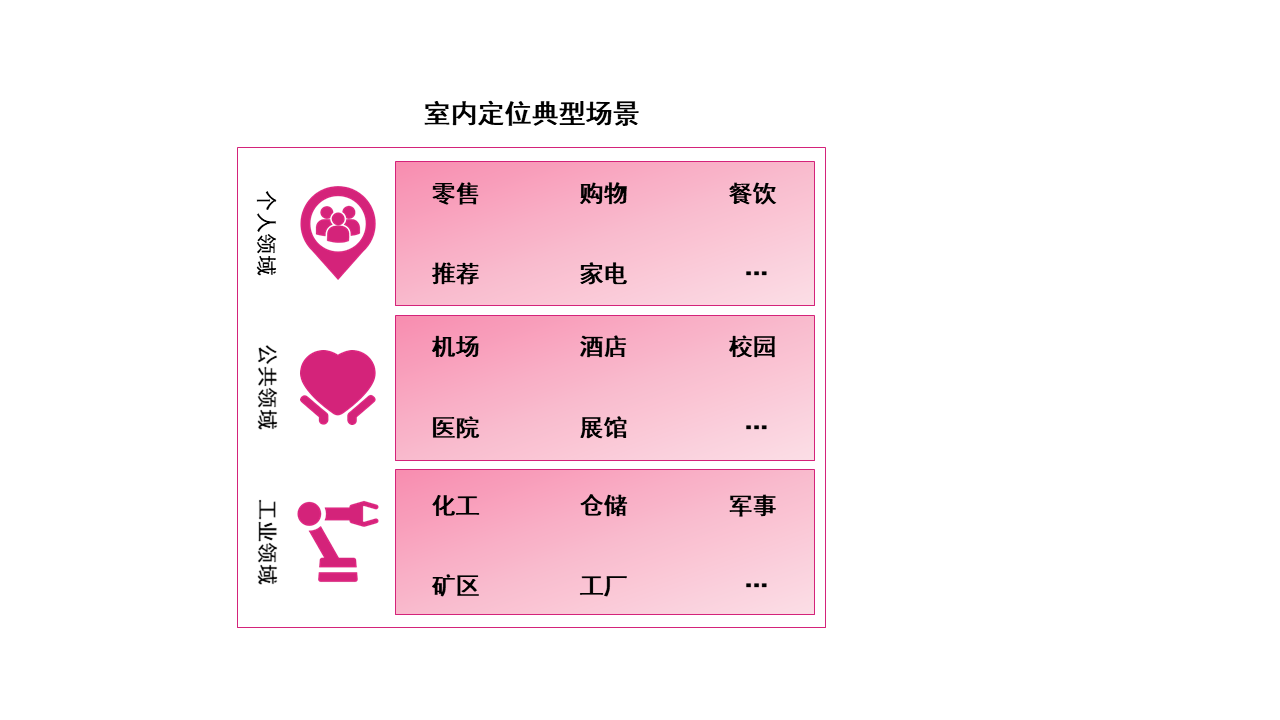 室内定位典型场景
个人领域
零售 购物 餐饮
推荐 家电 …
公共领域
机场 酒店 校园
医院 展馆 …
工业领域
化工 仓储 军事
矿区 工厂 …